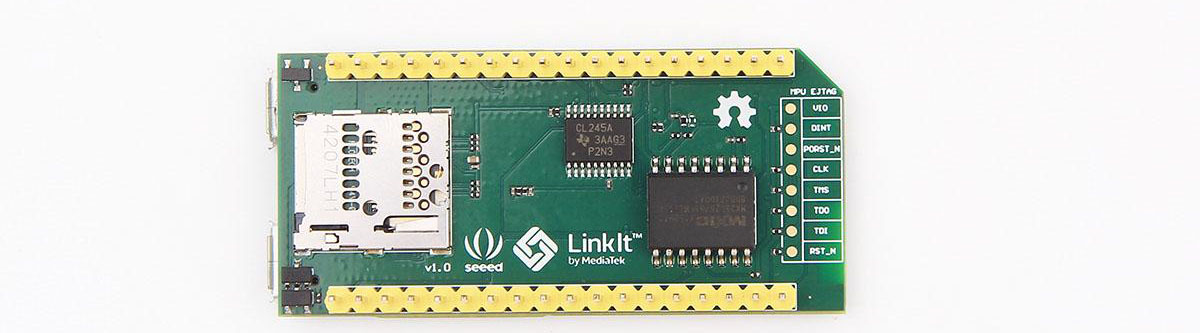 MPU EJTAG
VIO
DINT
PORST_N
CLK
TMS
TDO
TDI
RST_N
CL245A
3AAG3
P2N3
v1.0
seeed
LinkIt™
by MediaTek